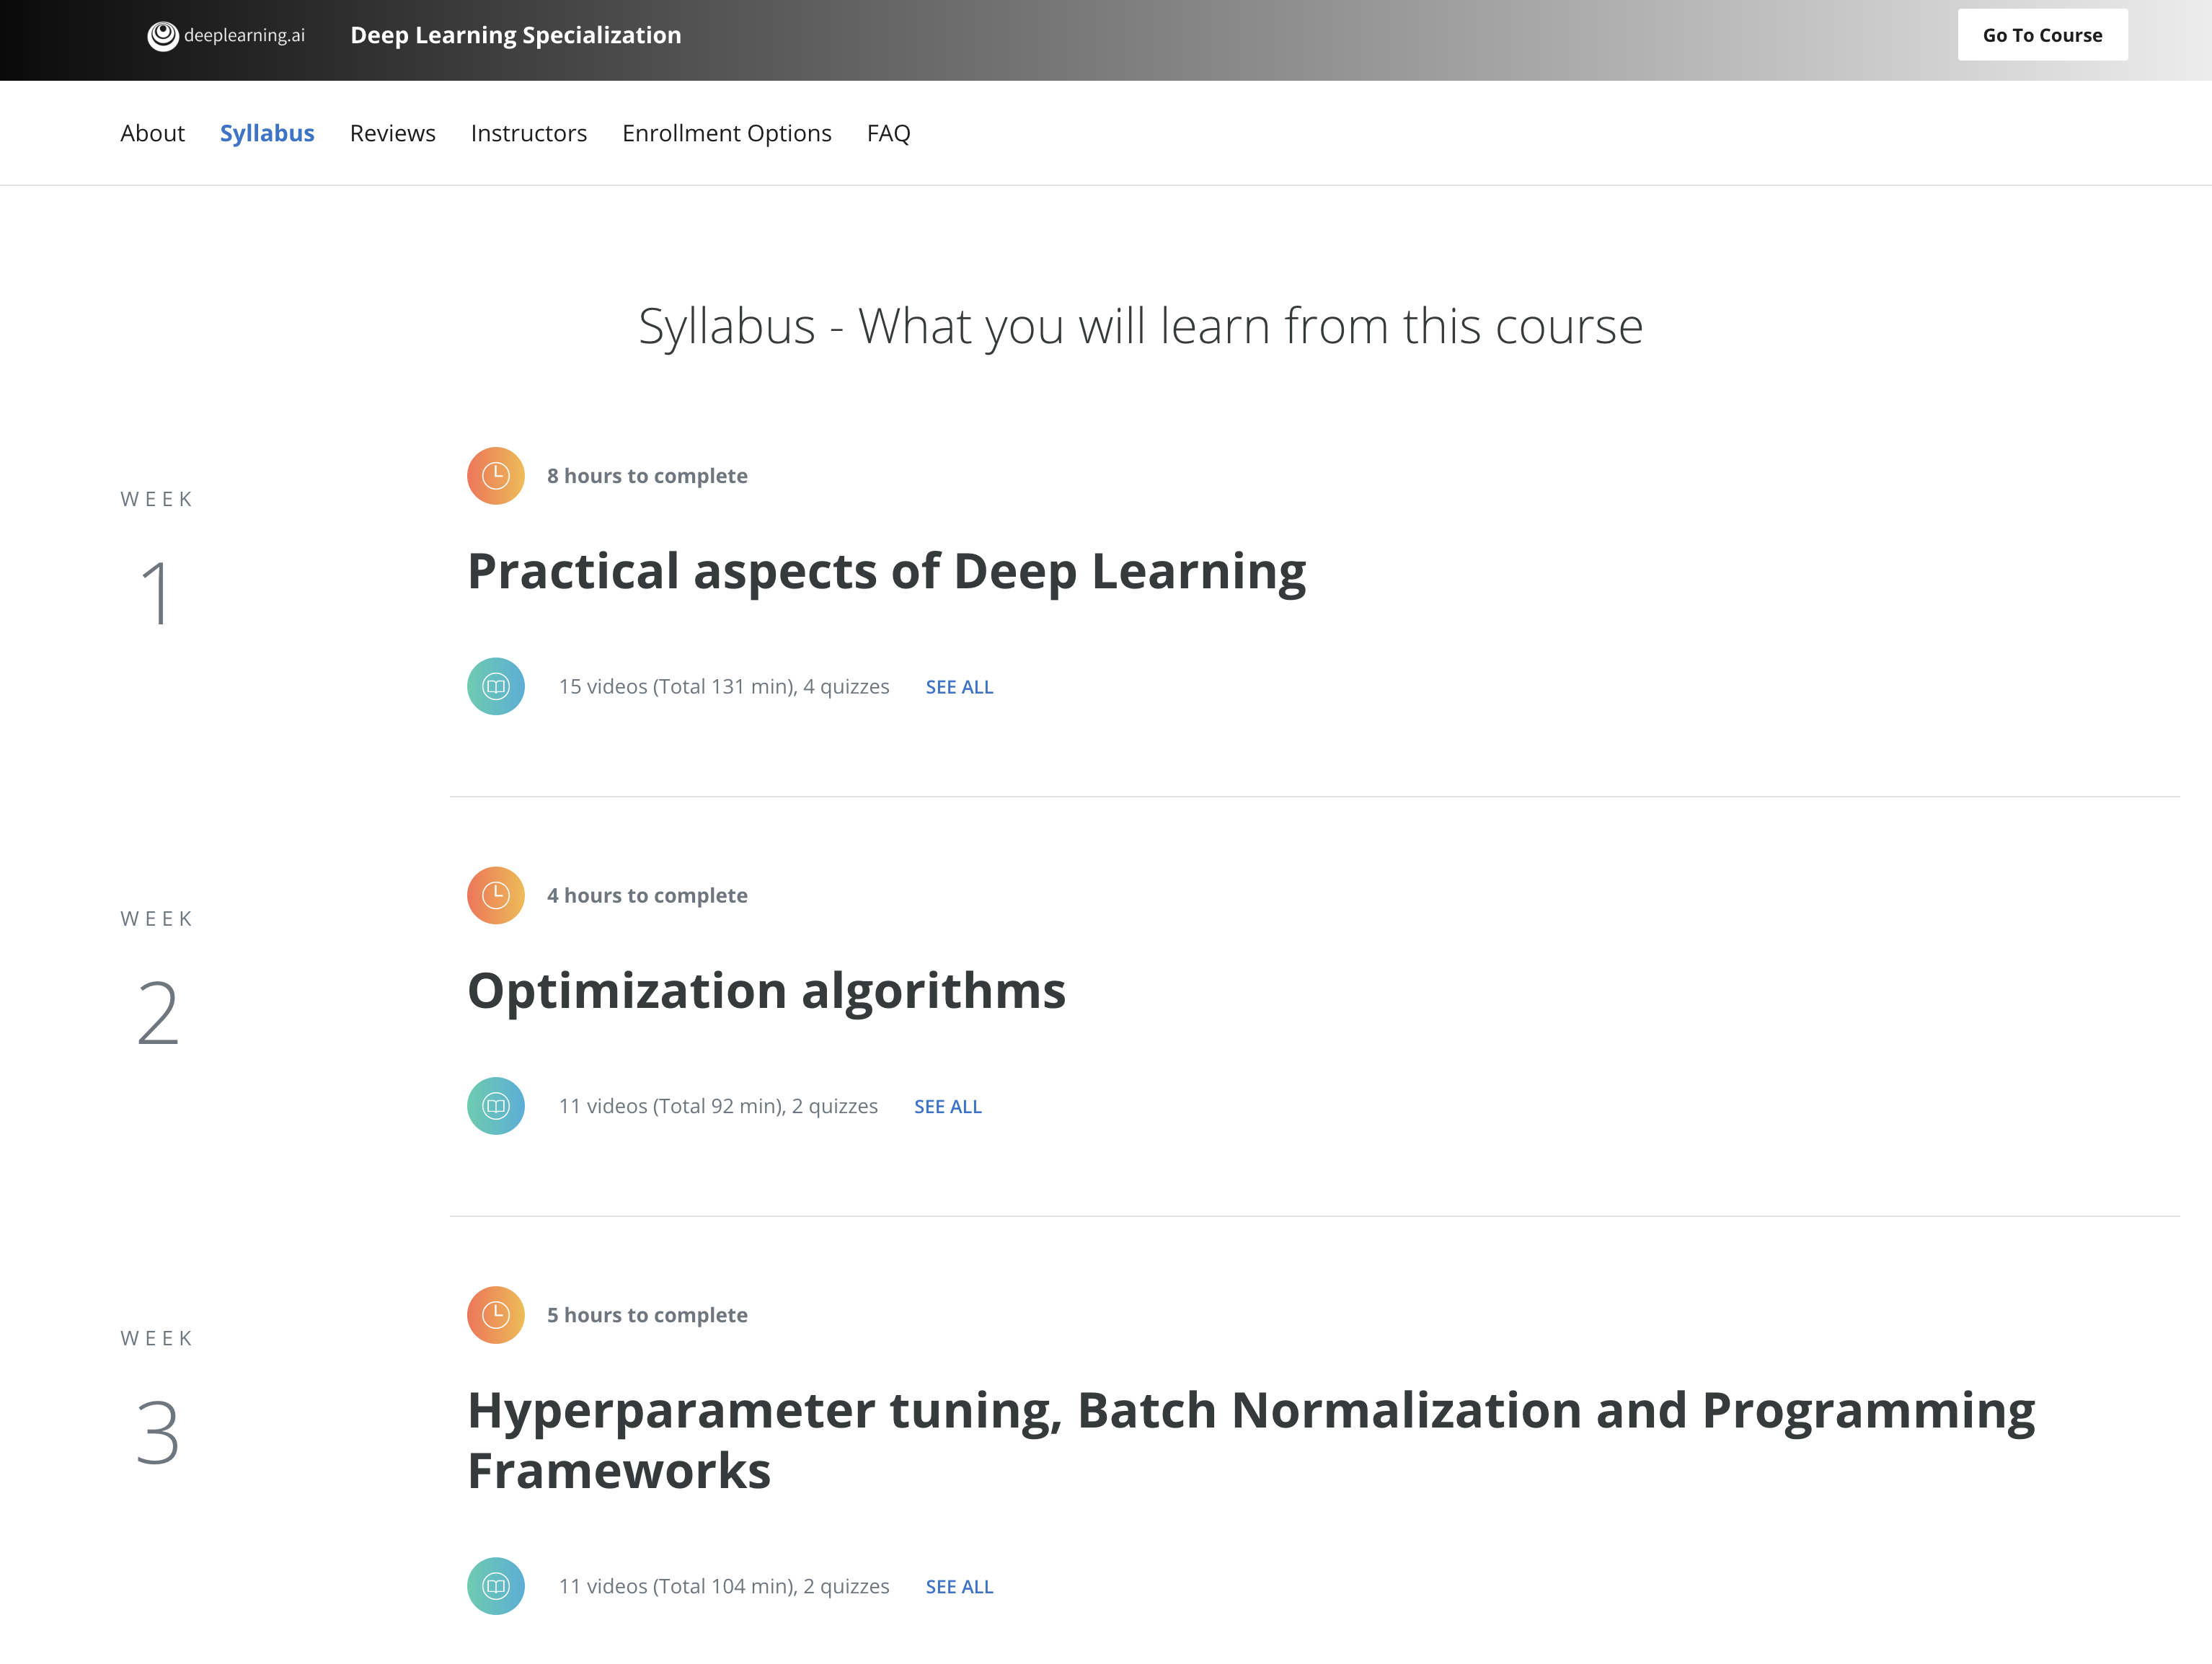 deeplearning.ai Deep Learning Specialization Go To Course
About Syllabus Reviews Instructors Enrollment Options FAQ
Syllabus - What you will learn from this course
WEEK
1
8 hours to complete
Practical aspects of Deep Learning
15 videos (Total 131 min), 4 quizzes SEE ALL
WEEK
2
4 hours to complete
Optimization algorithms
11 videos (Total 92 min), 2 quizzes SEE ALL
WEEK
3
5 hours to complete
Hyperparameter tuning, Batch Normalization and Programming
Frameworks
11 videos (Total 104 min), 2 quizzes SEE ALL